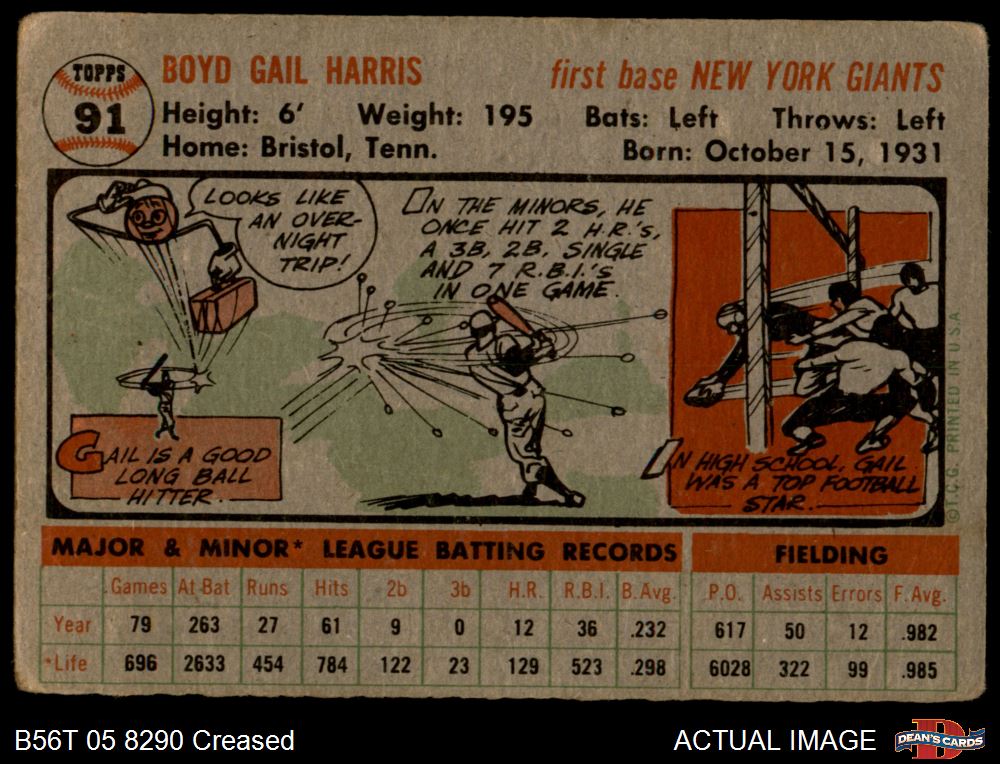 TOPPS
91
BOYD GAIL HARRIS first base NEW YORK GIANTS
Height: 6' Weight: 195 Bats: Left Throws: Left
Home: Bristol, Tenn. Born: October 15, 1931
LOOKS LIKE
AN OVER-
NIGHT
TRIP!
IN THE MINORS, HE
ONCE HIT 2 H.R.'s,
A 3B, 2B, SINGLE
AND 7 R.B.I.'s
IN ONE GAME.
GAIL IS A GOOD
LONG BALL
HITTER.
IN HIGH SCHOOL, GAIL
WAS A TOP FOOTBALL
STAR.
© T.C.G. PRINTED IN U.S.A.
MAJOR & MINOR* LEAGUE BATTING RECORDS FIELDING
Games At Bat Runs Hits 2b 3b H.R. R.B.I. B.Avg. P.O. Assists Errors F.Avg.
Year 79 263 27 61 9 0 12 36 .232 617 50 12 .982
*Life 696 2633 454 784 122 23 129 523 .298 6028 322 99 .985
B56T 05 8290 Creased ACTUAL IMAGE DEAN'S CARDS